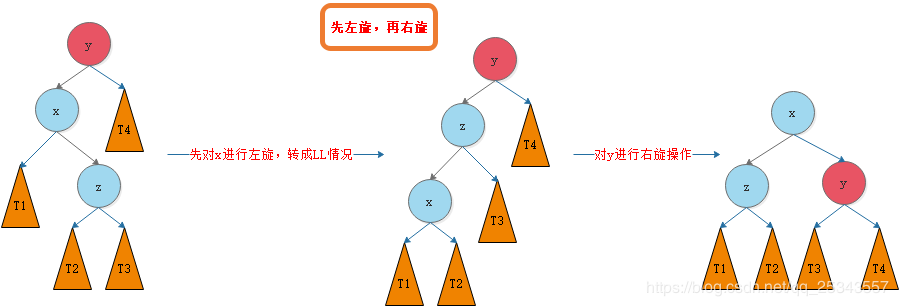 先左旋，再右旋
y
x
T4
z
T1
T2
T3
先对x进行左旋，转成LL情况
y
z
T4
x
T3
T1
T2
对y进行右旋操作
x
z
y
T1
T2
T3
T4
https://blog.csdn.net/qq_25343557